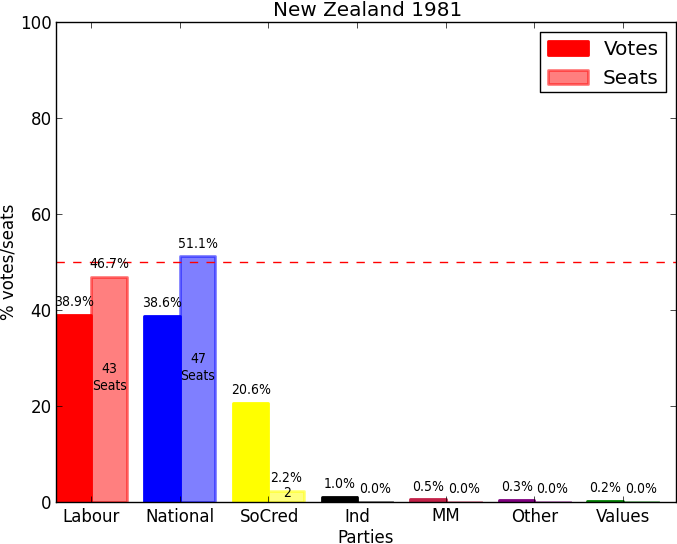 New Zealand 1981
Votes
Seats
% votes/seats
100
80
60
40
20
0
38.9%
46.7%
43
Seats
38.6%
51.1%
47
Seats
20.6%
2.2%
2
1.0%
0.0%
0.5%
0.0%
0.3%
0.0%
0.2%
0.0%
Labour National SoCred Ind MM Other Values
Parties